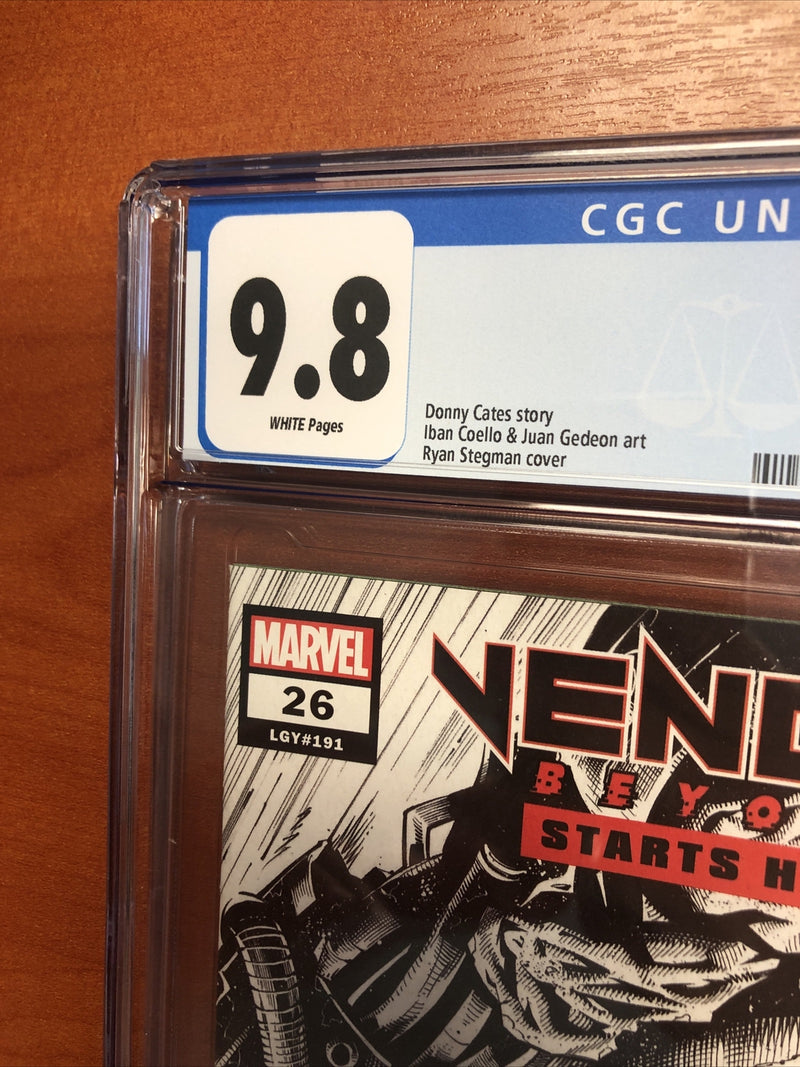 CGC UN
9.8
WHITE Pages
Donny Cates story
Iban Coello & Juan Gedeon art
Ryan Stegman cover
MARVEL
26
LGY#191
VENO
BEYO
STARTS H